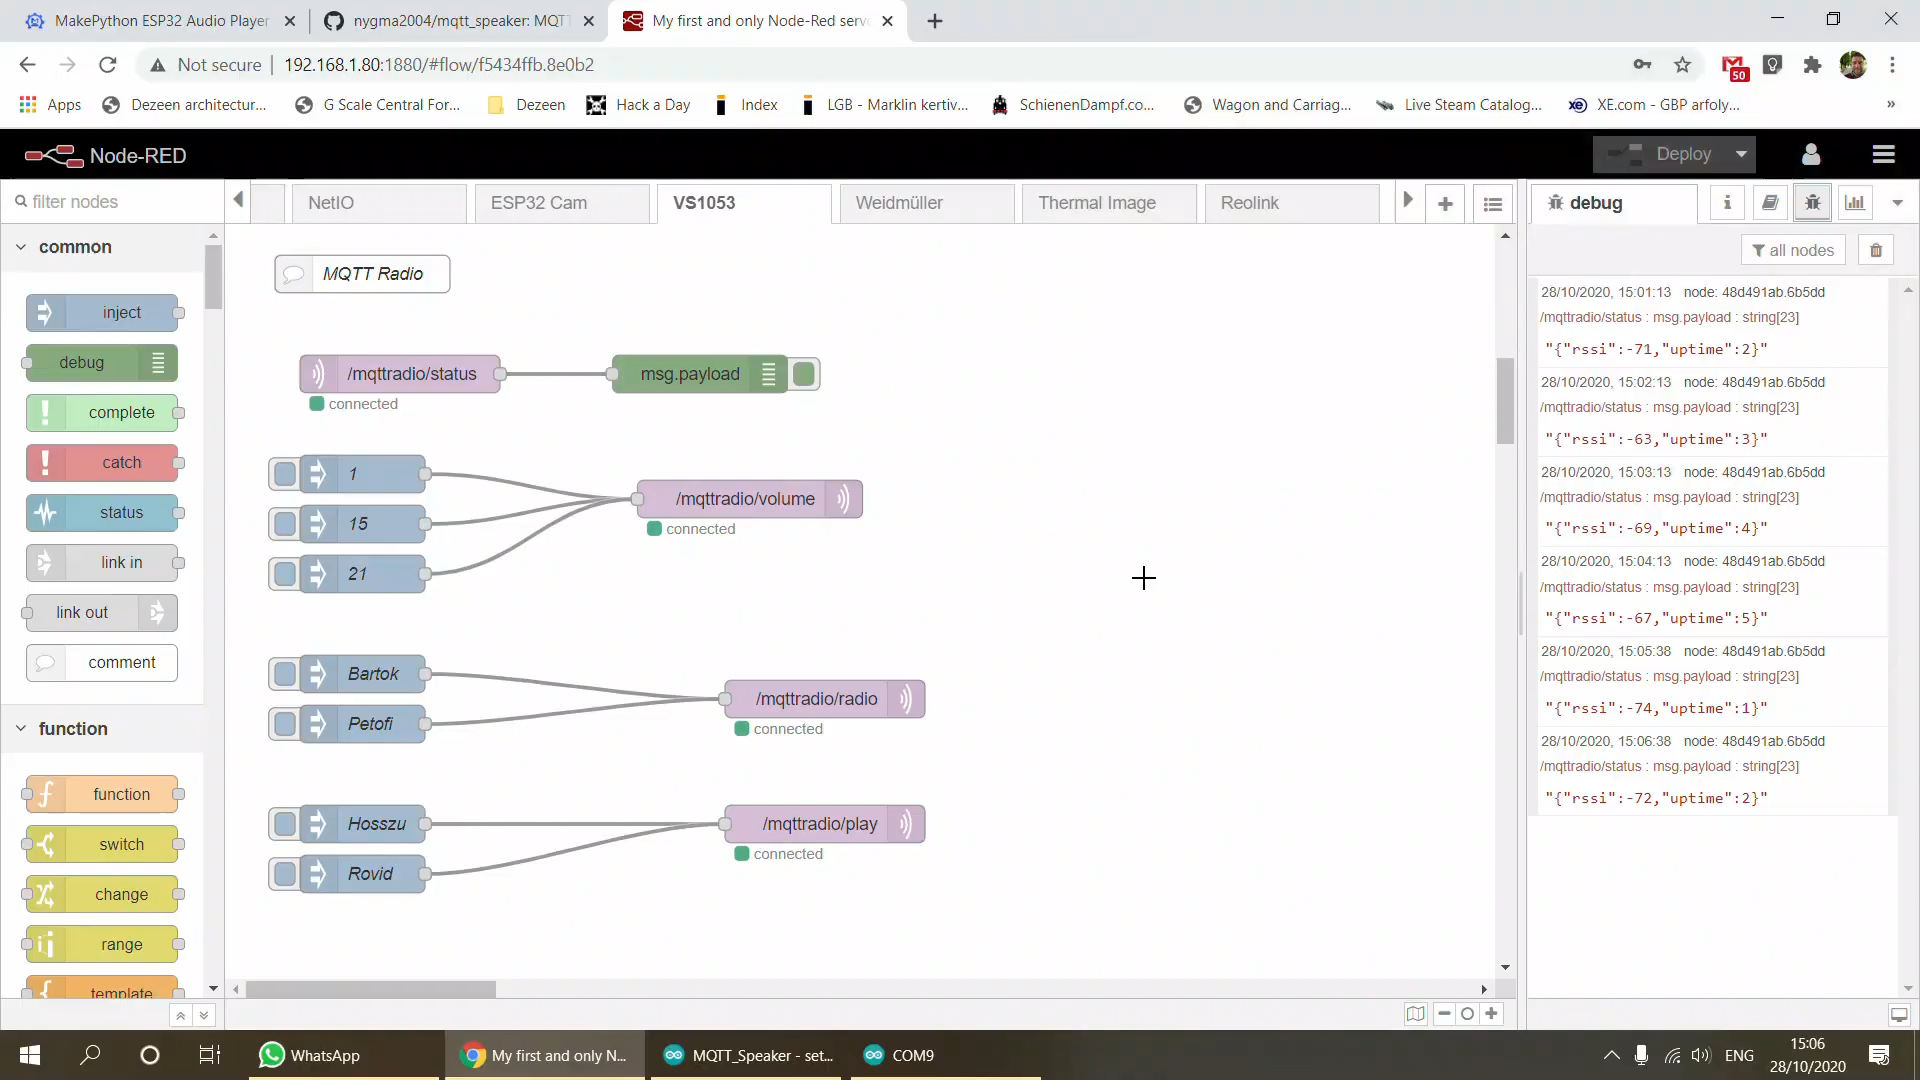 MakePython ESP32 Audio Player
nygma2004/mqtt_speaker: MQTT
My first and only Node-Red serve
Not secure
192.168.1.80:1880/#flow/f5434ffb.8e0b2
50
Apps
Dezeen architectur...
G Scale Central For...
Dezeen
Hack a Day
Index
LGB - Marklin kertiv...
SchienenDampf.co...
Wagon and Carriag...
Live Steam Catalog...
xe
XE.com - GBP arfoly...
»
Node-RED
Deploy
filter nodes
NetIO
ESP32 Cam
VS1053
Weidmüller
Thermal Image
Reolink
debug
all nodes
common
inject
debug
complete
catch
status
link in
link out
comment
function
function
switch
change
range
template
MQTT Radio
/mqttradio/status
connected
msg.payload
1
15
21
/mqttradio/volume
connected
Bartok
Petofi
/mqttradio/radio
connected
Hosszu
Rovid
/mqttradio/play
connected
28/10/2020, 15:01:13 node: 48d491ab.6b5dd
/mqttradio/status : msg.payload : string[23]
"{"rssi":-71,"uptime":2}"
28/10/2020, 15:02:13 node: 48d491ab.6b5dd
/mqttradio/status : msg.payload : string[23]
"{"rssi":-63,"uptime":3}"
28/10/2020, 15:03:13 node: 48d491ab.6b5dd
/mqttradio/status : msg.payload : string[23]
"{"rssi":-69,"uptime":4}"
28/10/2020, 15:04:13 node: 48d491ab.6b5dd
/mqttradio/status : msg.payload : string[23]
"{"rssi":-67,"uptime":5}"
28/10/2020, 15:05:38 node: 48d491ab.6b5dd
/mqttradio/status : msg.payload : string[23]
"{"rssi":-74,"uptime":1}"
28/10/2020, 15:06:38 node: 48d491ab.6b5dd
/mqttradio/status : msg.payload : string[23]
"{"rssi":-72,"uptime":2}"
WhatsApp
My first and only N...
MQTT_Speaker - set...
COM9
ENG
15:06
28/10/2020